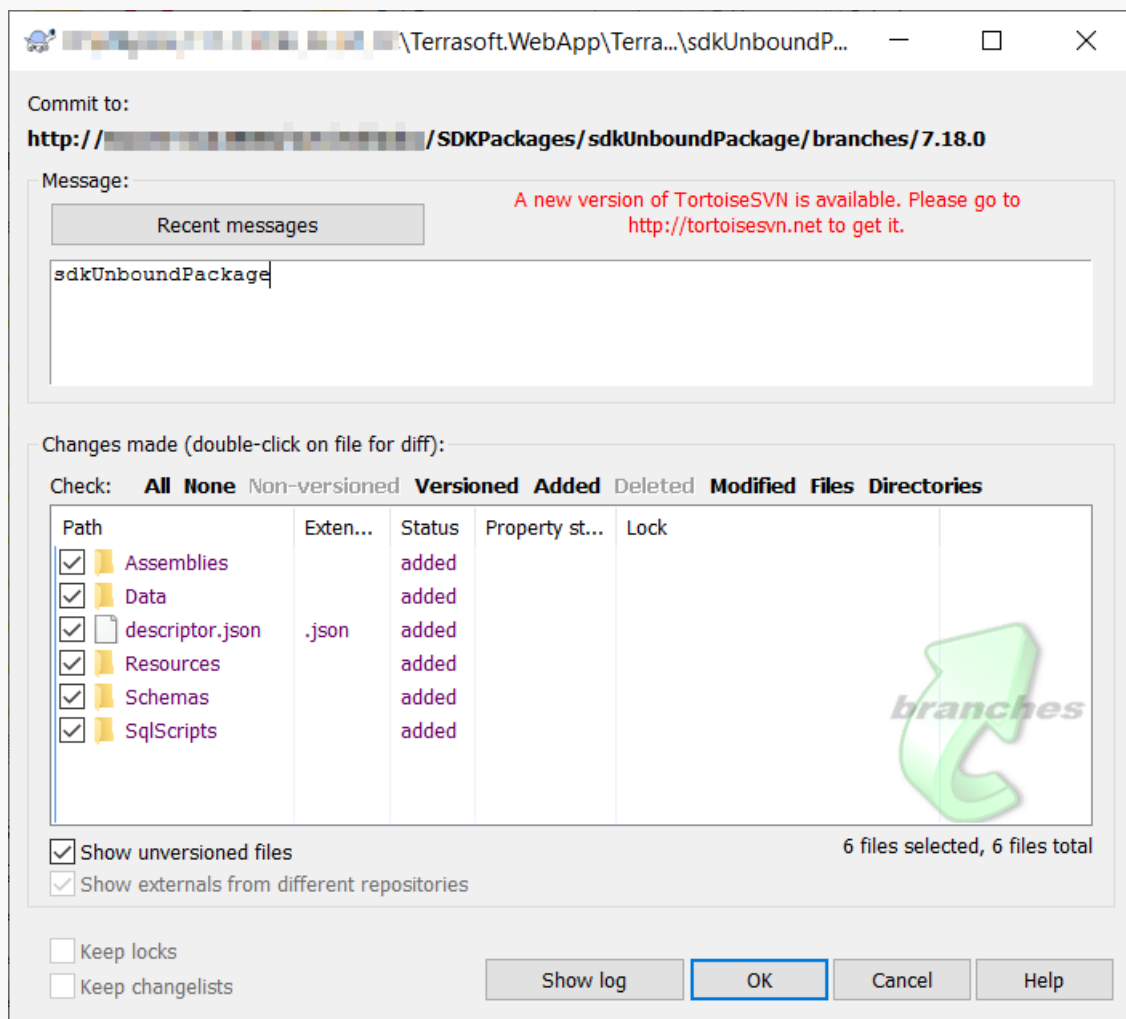 \Terrasoft.WebApp\Terra...\sdkUnboundP...
Commit to:
http:// /SDKPackages/sdkUnboundPackage/branches/7.18.0
Message:
Recent messages
A new version of TortoiseSVN is available. Please go to
http://tortoisesvn.net to get it.
sdkUnboundPackage
Changes made (double-click on file for diff):
Check: All None Non-versioned Versioned Added Deleted Modified Files Directories
Path Exten... Status Property st... Lock
Assemblies added
Data added
descriptor.json .json added
Resources added
Schemas added
SqlScripts added
branches
Show unversioned files
6 files selected, 6 files total
Show externals from different repositories
Keep locks
Keep changelists
Show log OK Cancel Help